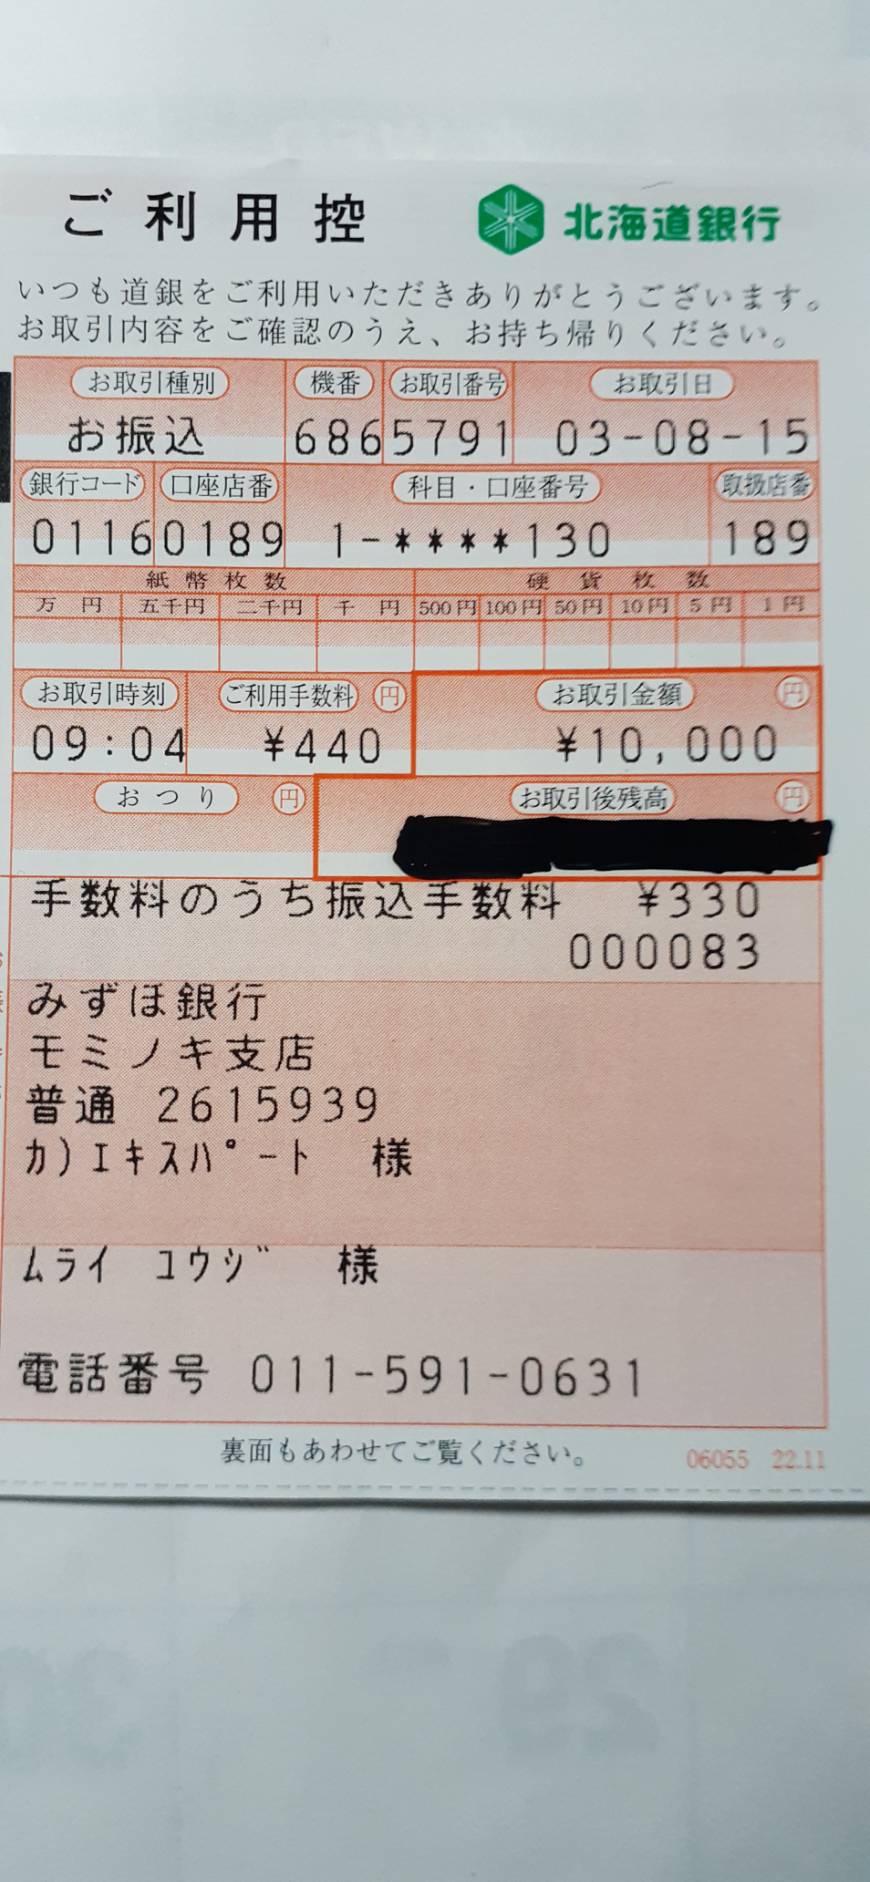 ご利用控 北海道銀行
いつも道銀をご利用いただきありがとうございます。
お取引内容をご確認のうえ、お持ち帰りください。
お取引種別 機番 お取引番号 お取引日
お振込 686 5791 03-08-15
銀行コード 口座店番 科目・口座番号 取扱店番
0116 0189 1-****130 189
紙幣枚数 硬貨枚数
万円 五千円 二千円 千円 500円 100円 50円 10円 5円 1円
お取引時刻 ご利用手数料 円 お取引金額 円
09:04 ¥440 ¥10,000
おつり 円 お取引後残高 円
手数料のうち振込手数料 ¥330
000083
みずほ銀行
モミノキ支店
普通 2615939
カ)エキスパート 様
ムライ コウジ 様
電話番号 011-591-0631
裏面もあわせてご覧ください。 06055 22.11
29
30